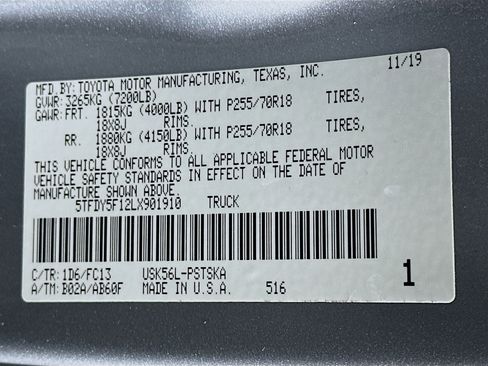 MFD.BY: TOYOTA MOTOR MANUFACTURING, TEXAS, INC. 11/19
GVWR: 3265KG (7200LB)
GAWR: FRT. 1815KG (4000LB) WITH P255/70R18 TIRES,
18X8J RIMS.
RR. 1880KG (4150LB) WITH P255/70R18 TIRES,
18X8J RIMS.
THIS VEHICLE CONFORMS TO ALL APPLICABLE FEDERAL MOTOR
VEHICLE SAFETY STANDARDS IN EFFECT ON THE DATE OF
MANUFACTURE SHOWN ABOVE.
5TFDY5F12LX901910 TRUCK
C/TR: 1D6/FC13 USK56L-PSTSKA
A/TM: B02A/AB60F MADE IN U.S.A. 516
1